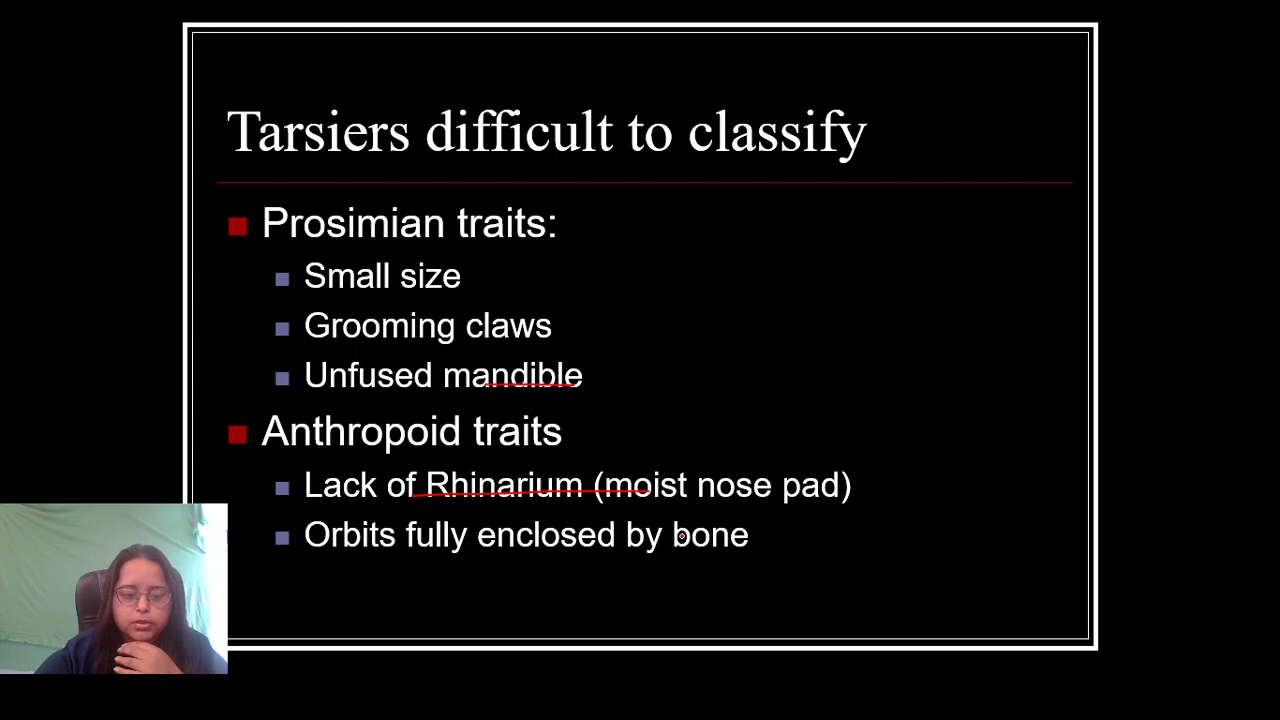 Tarsiers difficult to classify
Prosimian traits:
Small size
Grooming claws
Unfused mandible
Anthropoid traits
Lack of Rhinarium (moist nose pad)
Orbits fully enclosed by bone